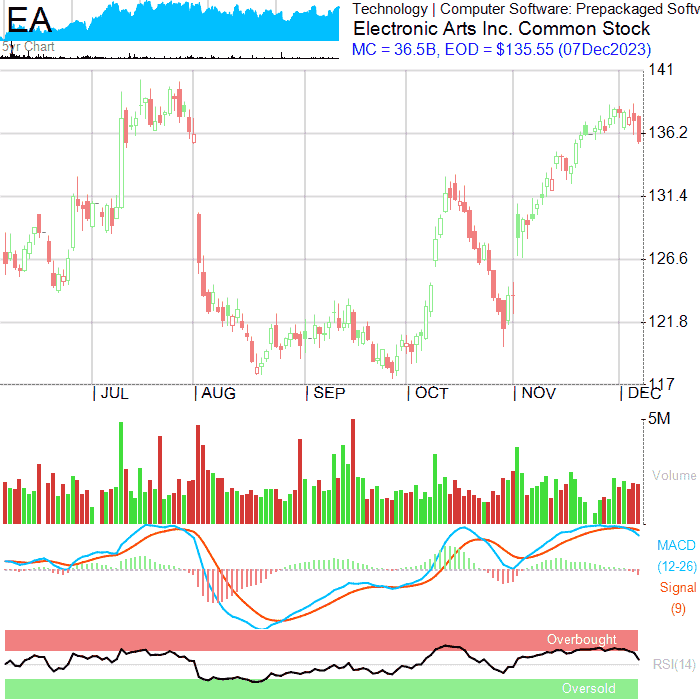 EA
5yr Chart
Technology | Computer Software: Prepackaged Softw
Electronic Arts Inc. Common Stock
MC = 36.5B, EOD = $135.55 (07Dec2023)
141
136.2
131.4
126.6
121.8
117
| JUL | AUG | SEP | OCT | NOV | DEC
5M
Volume
MACD
(12-26)
Signal
(9)
Overbought
RSI(14)
Oversold